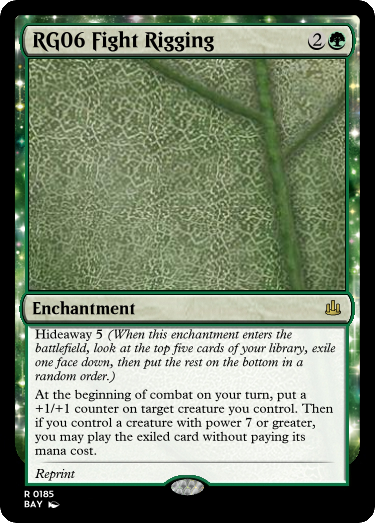 RG06 Fight Rigging 2
Enchantment
Hideaway 5 (When this enchantment enters the
battlefield, look at the top five cards of your library, exile
one face down, then put the rest on the bottom in a
random order.)
At the beginning of combat on your turn, put a
+1/+1 counter on target creature you control. Then
if you control a creature with power 7 or greater,
you may play the exiled card without paying its
mana cost.
Reprint
R 0185
BAY